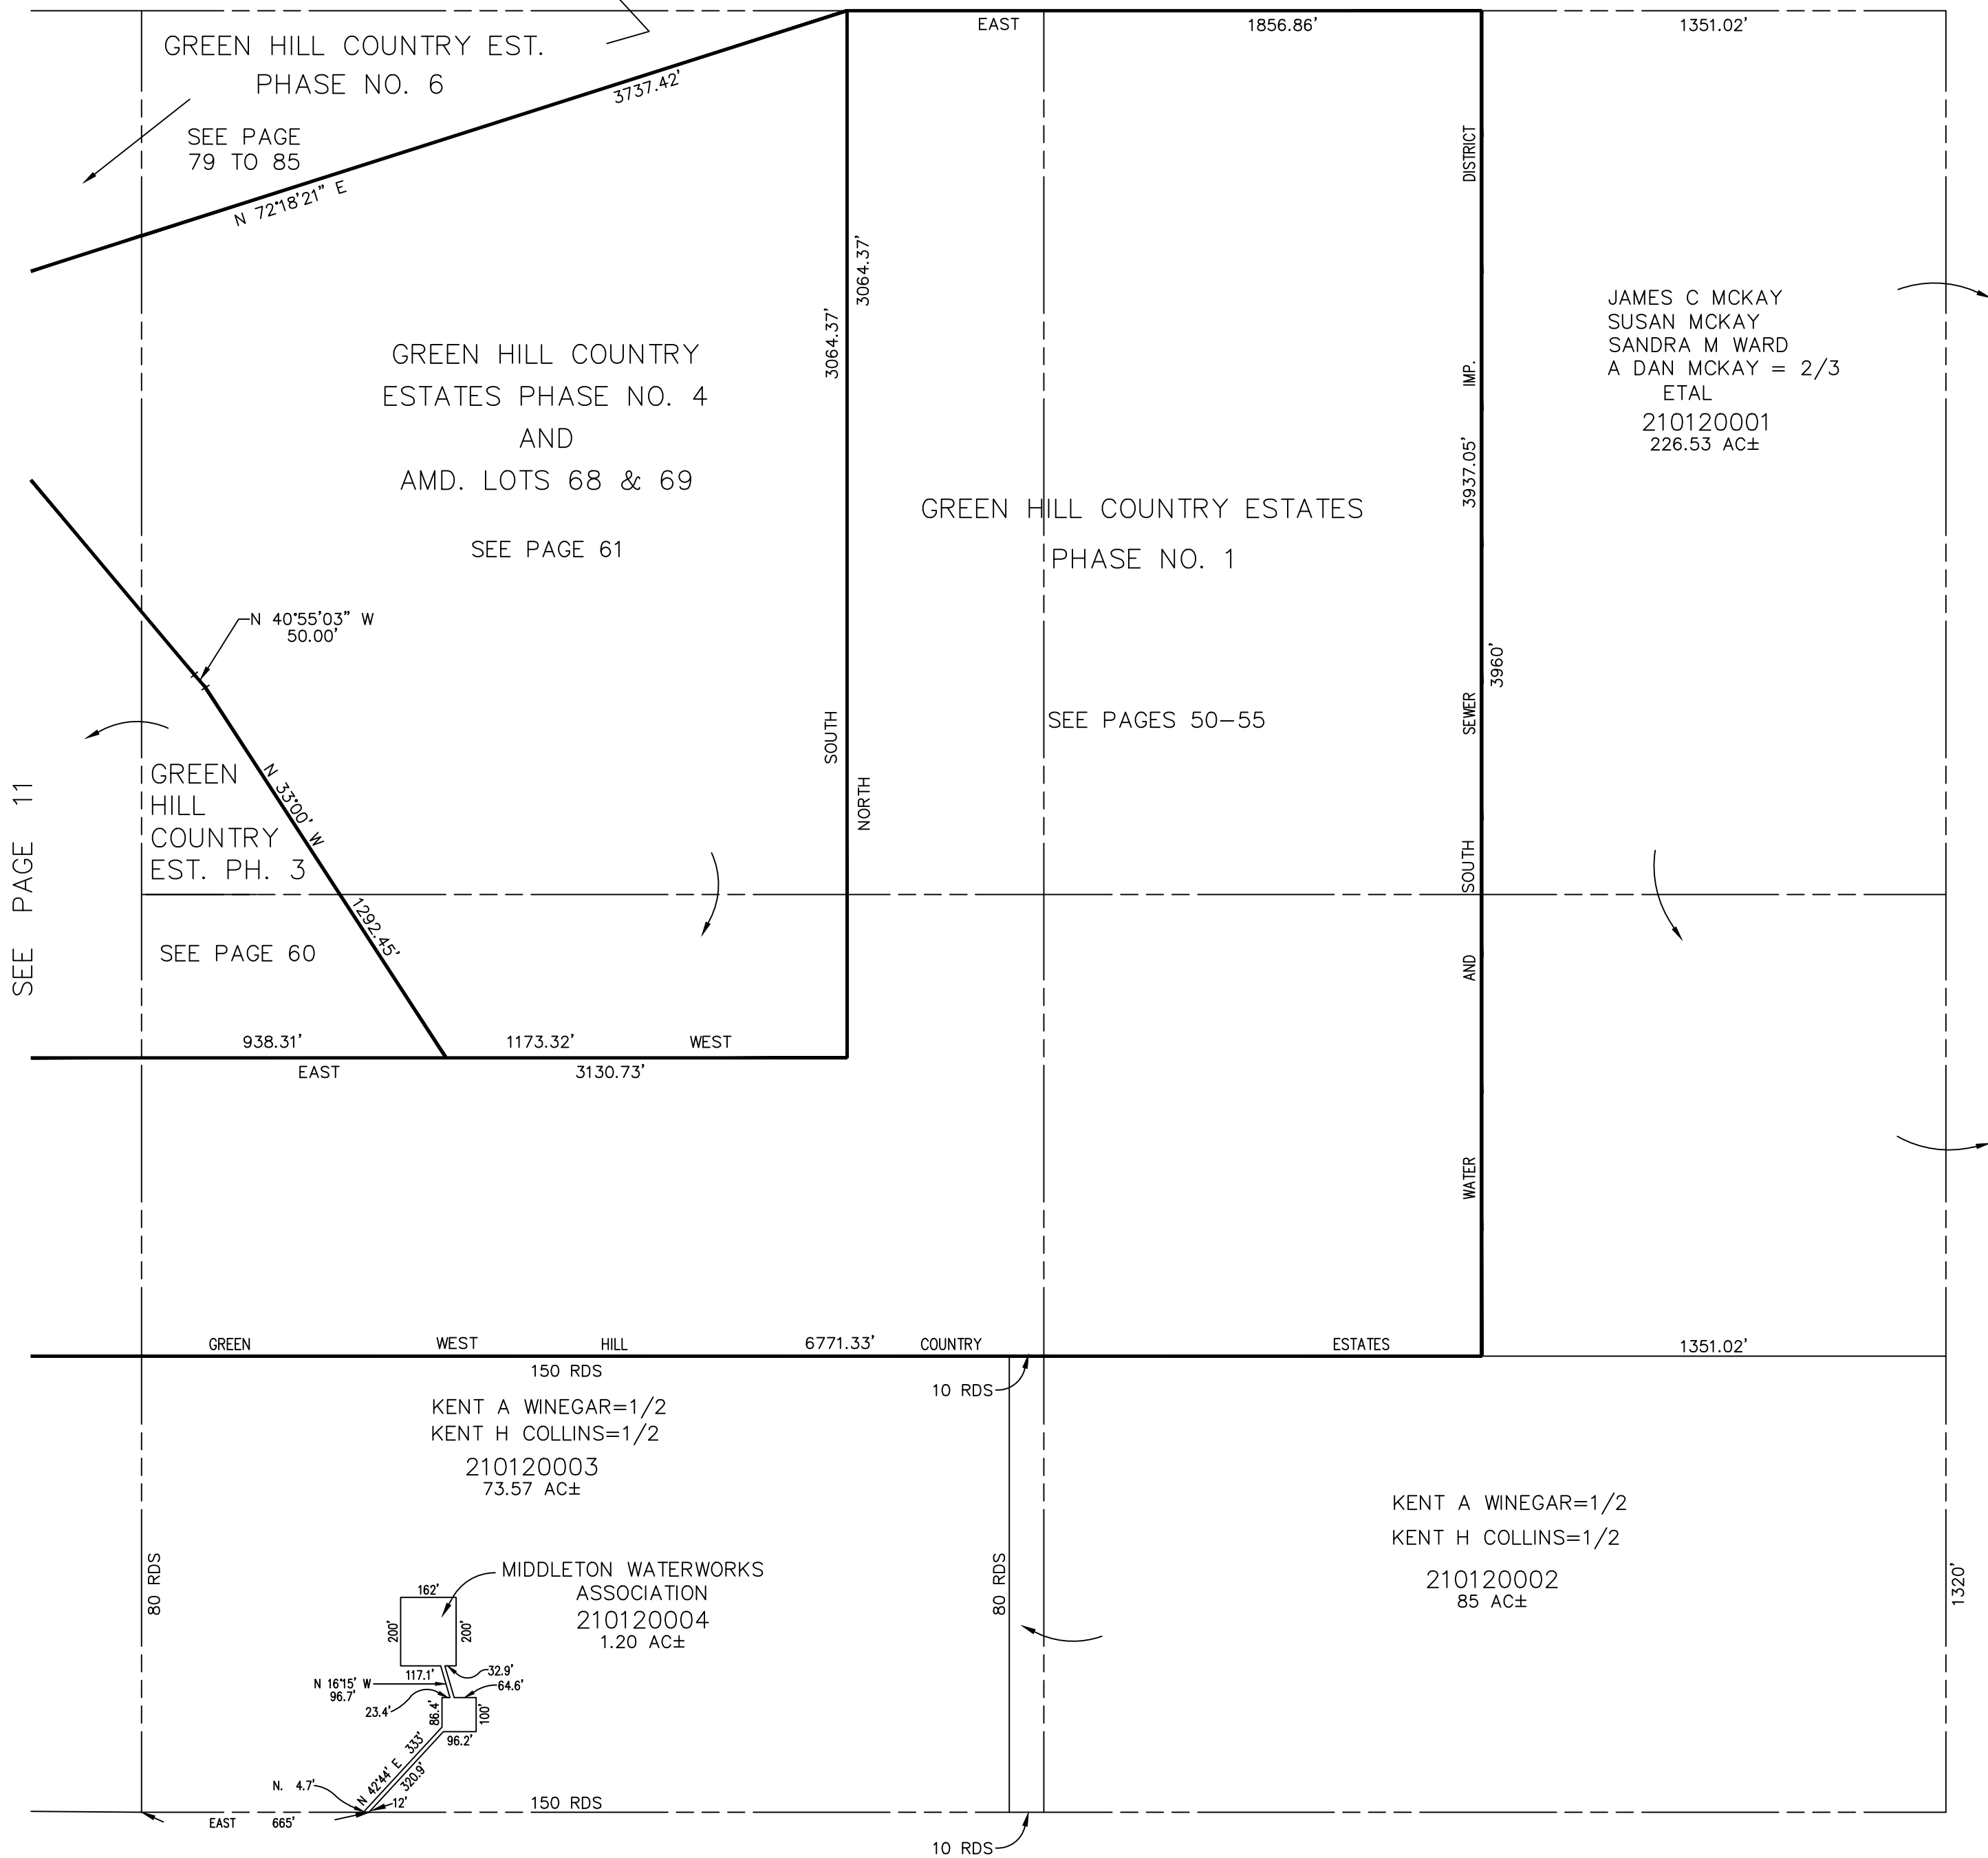 EAST
1856.86'
1351.02'
GREEN HILL COUNTRY EST.
PHASE NO. 6
SEE PAGE
79 TO 85
3737.42'
N 72°18'21" E
DISTRICT
IMP.
3937.05'
SEWER
SOUTH
AND
WATER
3960'
3064.37'
3064.37'
SOUTH
NORTH
JAMES C MCKAY
SUSAN MCKAY
SANDRA M WARD
A DAN MCKAY = 2/3
ETAL
210120001
226.53 AC±
GREEN HILL COUNTRY
ESTATES PHASE NO. 4
AND
AMD. LOTS 68 & 69
SEE PAGE 61
GREEN HILL COUNTRY ESTATES
PHASE NO. 1
SEE PAGES 50-55
N 40°55'03" W
50.00'
SEE PAGE 11
GREEN
HILL
COUNTRY
EST. PH. 3
N 33°00' W
1292.45'
SEE PAGE 60
938.31'
1173.32'
WEST
EAST
3130.73'
GREEN
WEST
HILL
6771.33'
COUNTRY
ESTATES
1351.02'
150 RDS
10 RDS
KENT A WINEGAR=1/2
KENT H COLLINS=1/2
210120003
73.57 AC±
KENT A WINEGAR=1/2
KENT H COLLINS=1/2
210120002
85 AC±
80 RDS
80 RDS
1320'
MIDDLETON WATERWORKS
ASSOCIATION
210120004
1.20 AC±
162'
200'
200'
117.1'
32.9'
N 16°15' W
96.7'
64.6'
23.4'
86.4'
100'
96.2'
N 42°44' E 333'
320.9'
N. 4.7'
12'
EAST 665'
150 RDS
10 RDS